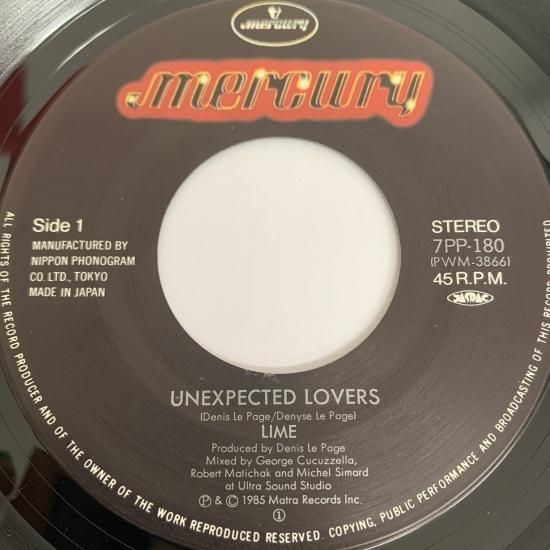 mercury
mercury
Side 1
MANUFACTURED BY
NIPPON PHONOGRAM
CO. LTD., TOKYO
MADE IN JAPAN
STEREO
7PP-180
(PWM-3866)
45 R.P.M.
JASRAC
UNEXPECTED LOVERS
(Denis Le Page/Denyse Le Page)
LIME
Produced by Denis Le Page
Mixed by George Cucuzzella,
Robert Matichak and Michel Simard
at Ultra Sound Studio
℗ & © 1985 Matra Records Inc.
①
ALL RIGHTS OF THE RECORD PRODUCER AND OF THE OWNER OF THE WORK REPRODUCED RESERVED. COPYING, PUBLIC PERFORMANCE AND BROADCASTING OF THIS RECORD PROHIBITED